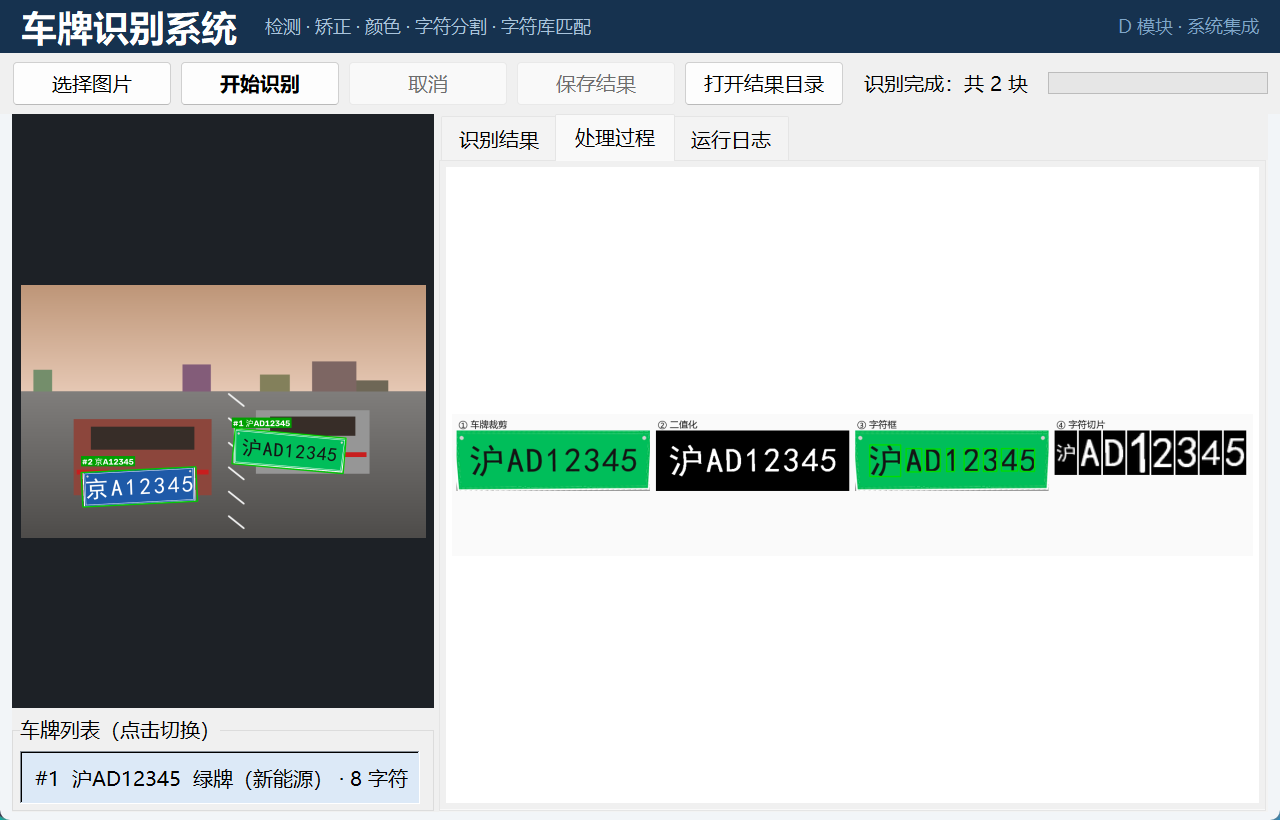 车牌识别系统
检测 · 矫正 · 颜色 · 字符分割 · 字符库匹配
D 模块 · 系统集成
选择图片
开始识别
取消
保存结果
打开结果目录
识别完成：共 2 块
识别结果
处理过程
运行日志
#1 沪AD12345
沪AD12345
#2 京A12345
京A12345
① 车牌裁剪
② 二值化
③ 字符框
④ 字符切片
沪AD12345
沪AD12345
沪AD12345
沪AD12345
车牌列表（点击切换）
#1 沪AD12345 绿牌（新能源） · 8 字符